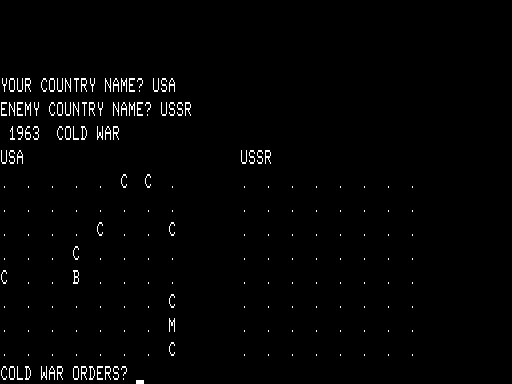 YOUR COUNTRY NAME? USA
ENEMY COUNTRY NAME? USSR
1963  COLD WAR
USA                           USSR
.  .  .  .  .  C  C  .        .  .  .  .  .  .  .  .
.  .  .  .  .  .  .  .        .  .  .  .  .  .  .  .
.  .  .  .  C  .  .  C        .  .  .  .  .  .  .  .
.  .  .  C  .  .  .  .        .  .  .  .  .  .  .  .
C  .  .  B  .  .  .  .        .  .  .  .  .  .  .  .
.  .  .  .  .  .  .  C        .  .  .  .  .  .  .  .
.  .  .  .  .  .  .  M        .  .  .  .  .  .  .  .
.  .  .  .  .  .  .  C        .  .  .  .  .  .  .  .
COLD WAR ORDERS? _